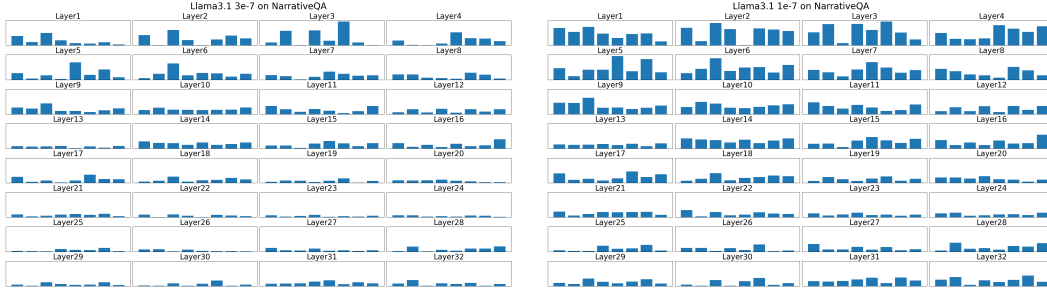 Llama3.1 3e-7 on NarrativeQA
Layer1 Layer2 Layer3 Layer4
Layer5 Layer6 Layer7 Layer8
Layer9 Layer10 Layer11 Layer12
Layer13 Layer14 Layer15 Layer16
Layer17 Layer18 Layer19 Layer20
Layer21 Layer22 Layer23 Layer24
Layer25 Layer26 Layer27 Layer28
Layer29 Layer30 Layer31 Layer32
Llama3.1 1e-7 on NarrativeQA
Layer1 Layer2 Layer3 Layer4
Layer5 Layer6 Layer7 Layer8
Layer9 Layer10 Layer11 Layer12
Layer13 Layer14 Layer15 Layer16
Layer17 Layer18 Layer19 Layer20
Layer21 Layer22 Layer23 Layer24
Layer25 Layer26 Layer27 Layer28
Layer29 Layer30 Layer31 Layer32